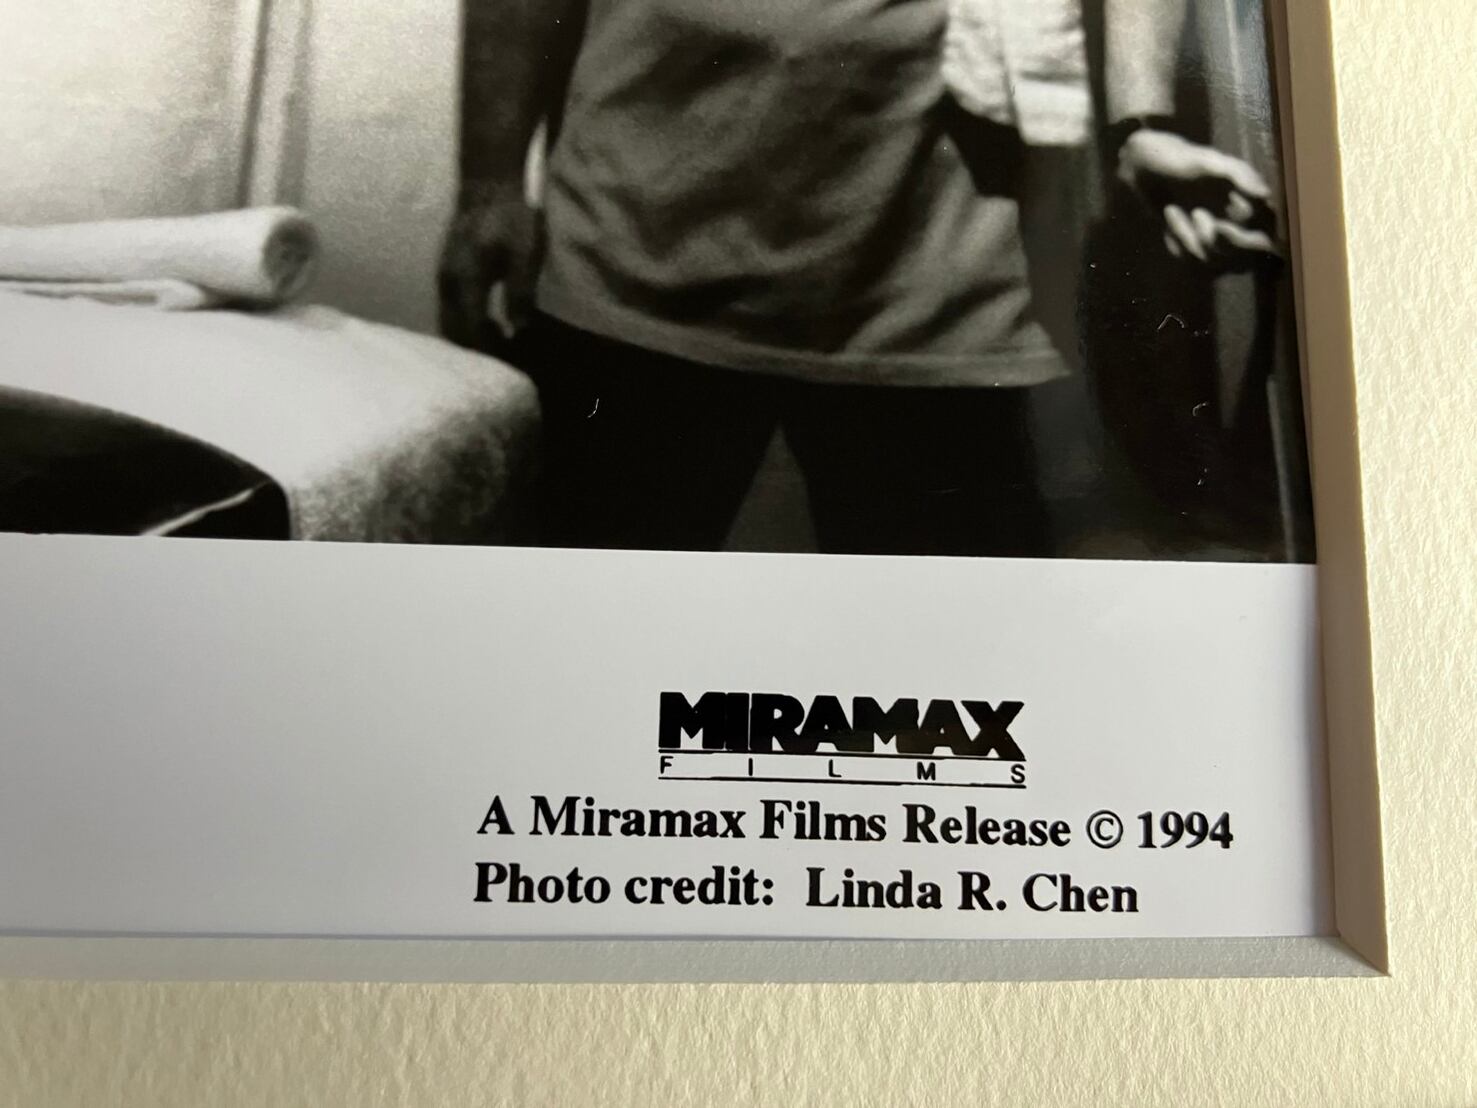 MIRAMAX
FILMS
A Miramax Films Release © 1994
Photo credit: Linda R. Chen